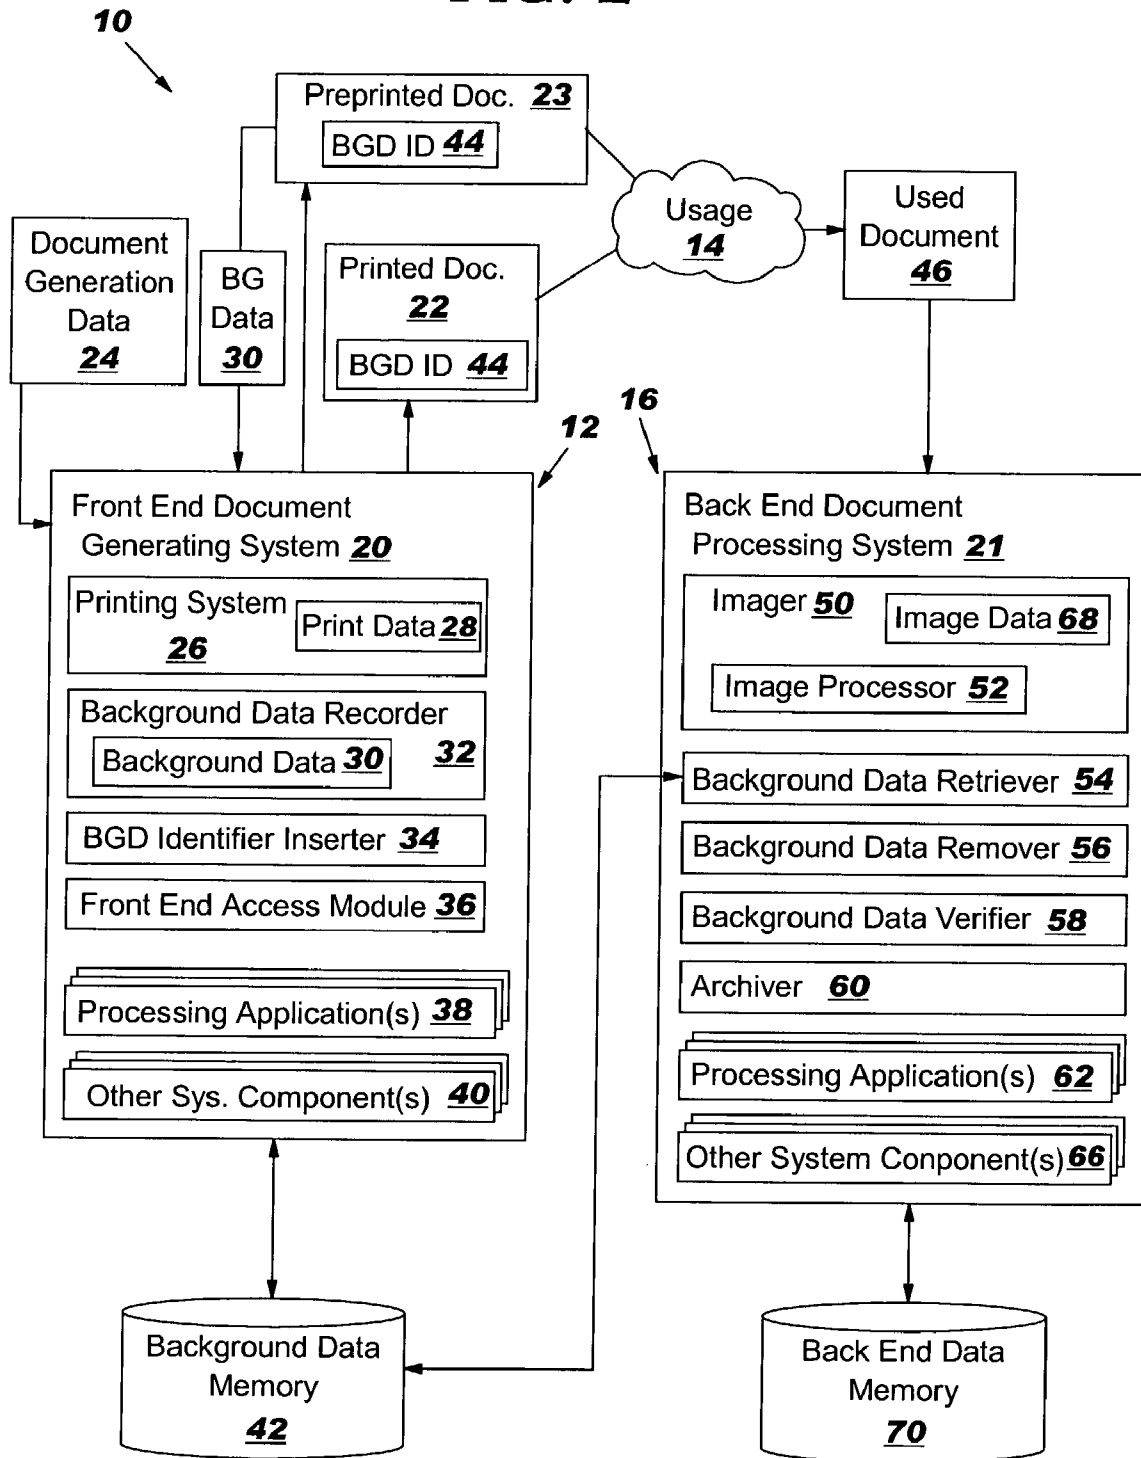 10
Preprinted Doc. 23
BGD ID 44
Document
Generation
Data
24
BG
Data
30
Printed Doc.
22
BGD ID 44
Usage
14
Used
Document
46
12
16
Front End Document
Generating System 20
Printing System
26
Print Data 28
Background Data Recorder
32
Background Data 30
BGD Identifier Inserter 34
Front End Access Module 36
Processing Application(s) 38
Other Sys. Component(s) 40
Back End Document
Processing System 21
Imager 50
Image Data 68
Image Processor 52
Background Data Retriever 54
Background Data Remover 56
Background Data Verifier 58
Archiver 60
Processing Application(s) 62
Other System Conponent(s) 66
Background Data
Memory
42
Back End Data
Memory
70